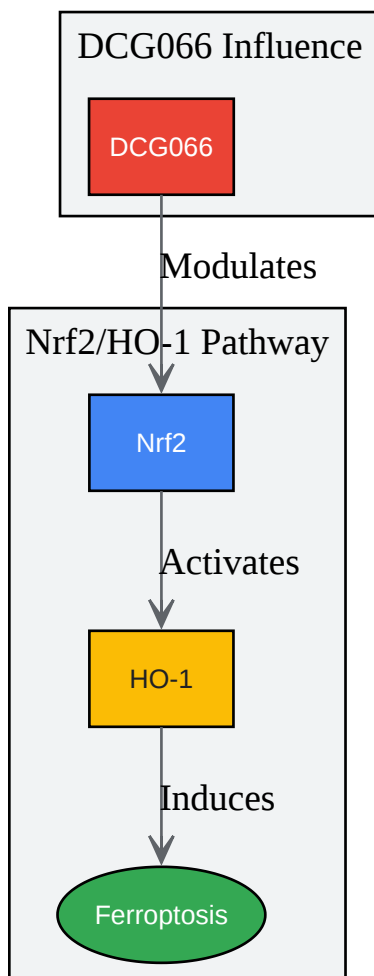 DCG066 Influence
DCG066
Modulates
Nrf2/HO-1 Pathway
Nrf2
Activates
HO-1
Induces
Ferroptosis